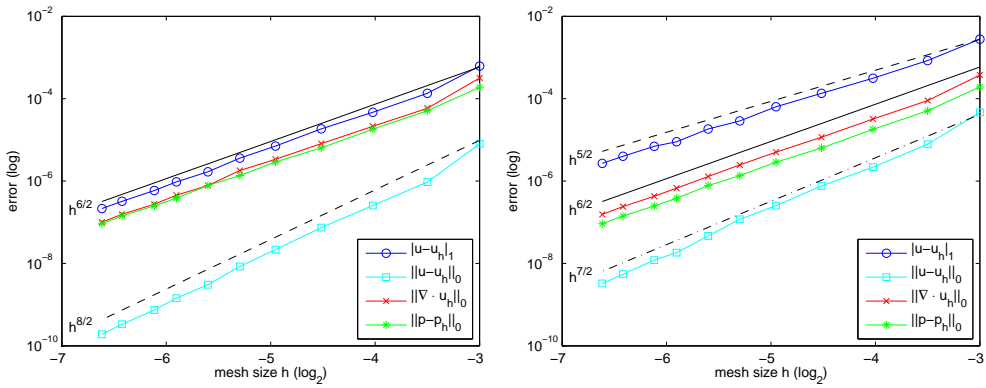 10^−2
10^−4
10^−6
10^−8
10^−10
error (log)
h^6/2
h^8/2
|u−u_h|_1
||u−u_h||_0
||∇ · u_h||_0
||p−p_h||_0
−7 −6 −5 −4 −3
mesh size h (log_2)
10^−2
10^−4
10^−6
10^−8
10^−10
error (log)
h^5/2
h^6/2
h^7/2
|u−u_h|_1
||u−u_h||_0
||∇ · u_h||_0
||p−p_h||_0
−7 −6 −5 −4 −3
mesh size h (log_2)